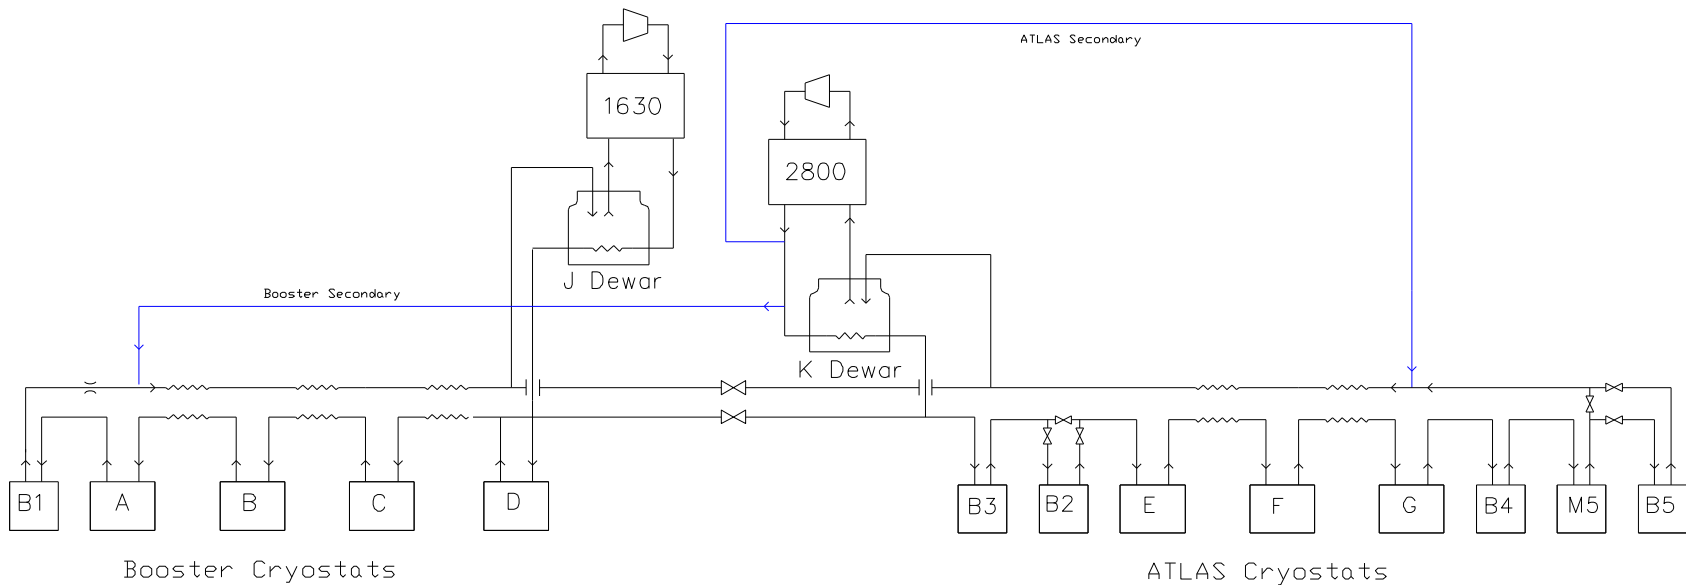 ATLAS Secondary
1630
2800
J Dewar
Booster Secondary
K Dewar
B1
A
B
C
D
B3
B2
E
F
G
B4
M5
B5
Booster Cryostats
ATLAS Cryostats